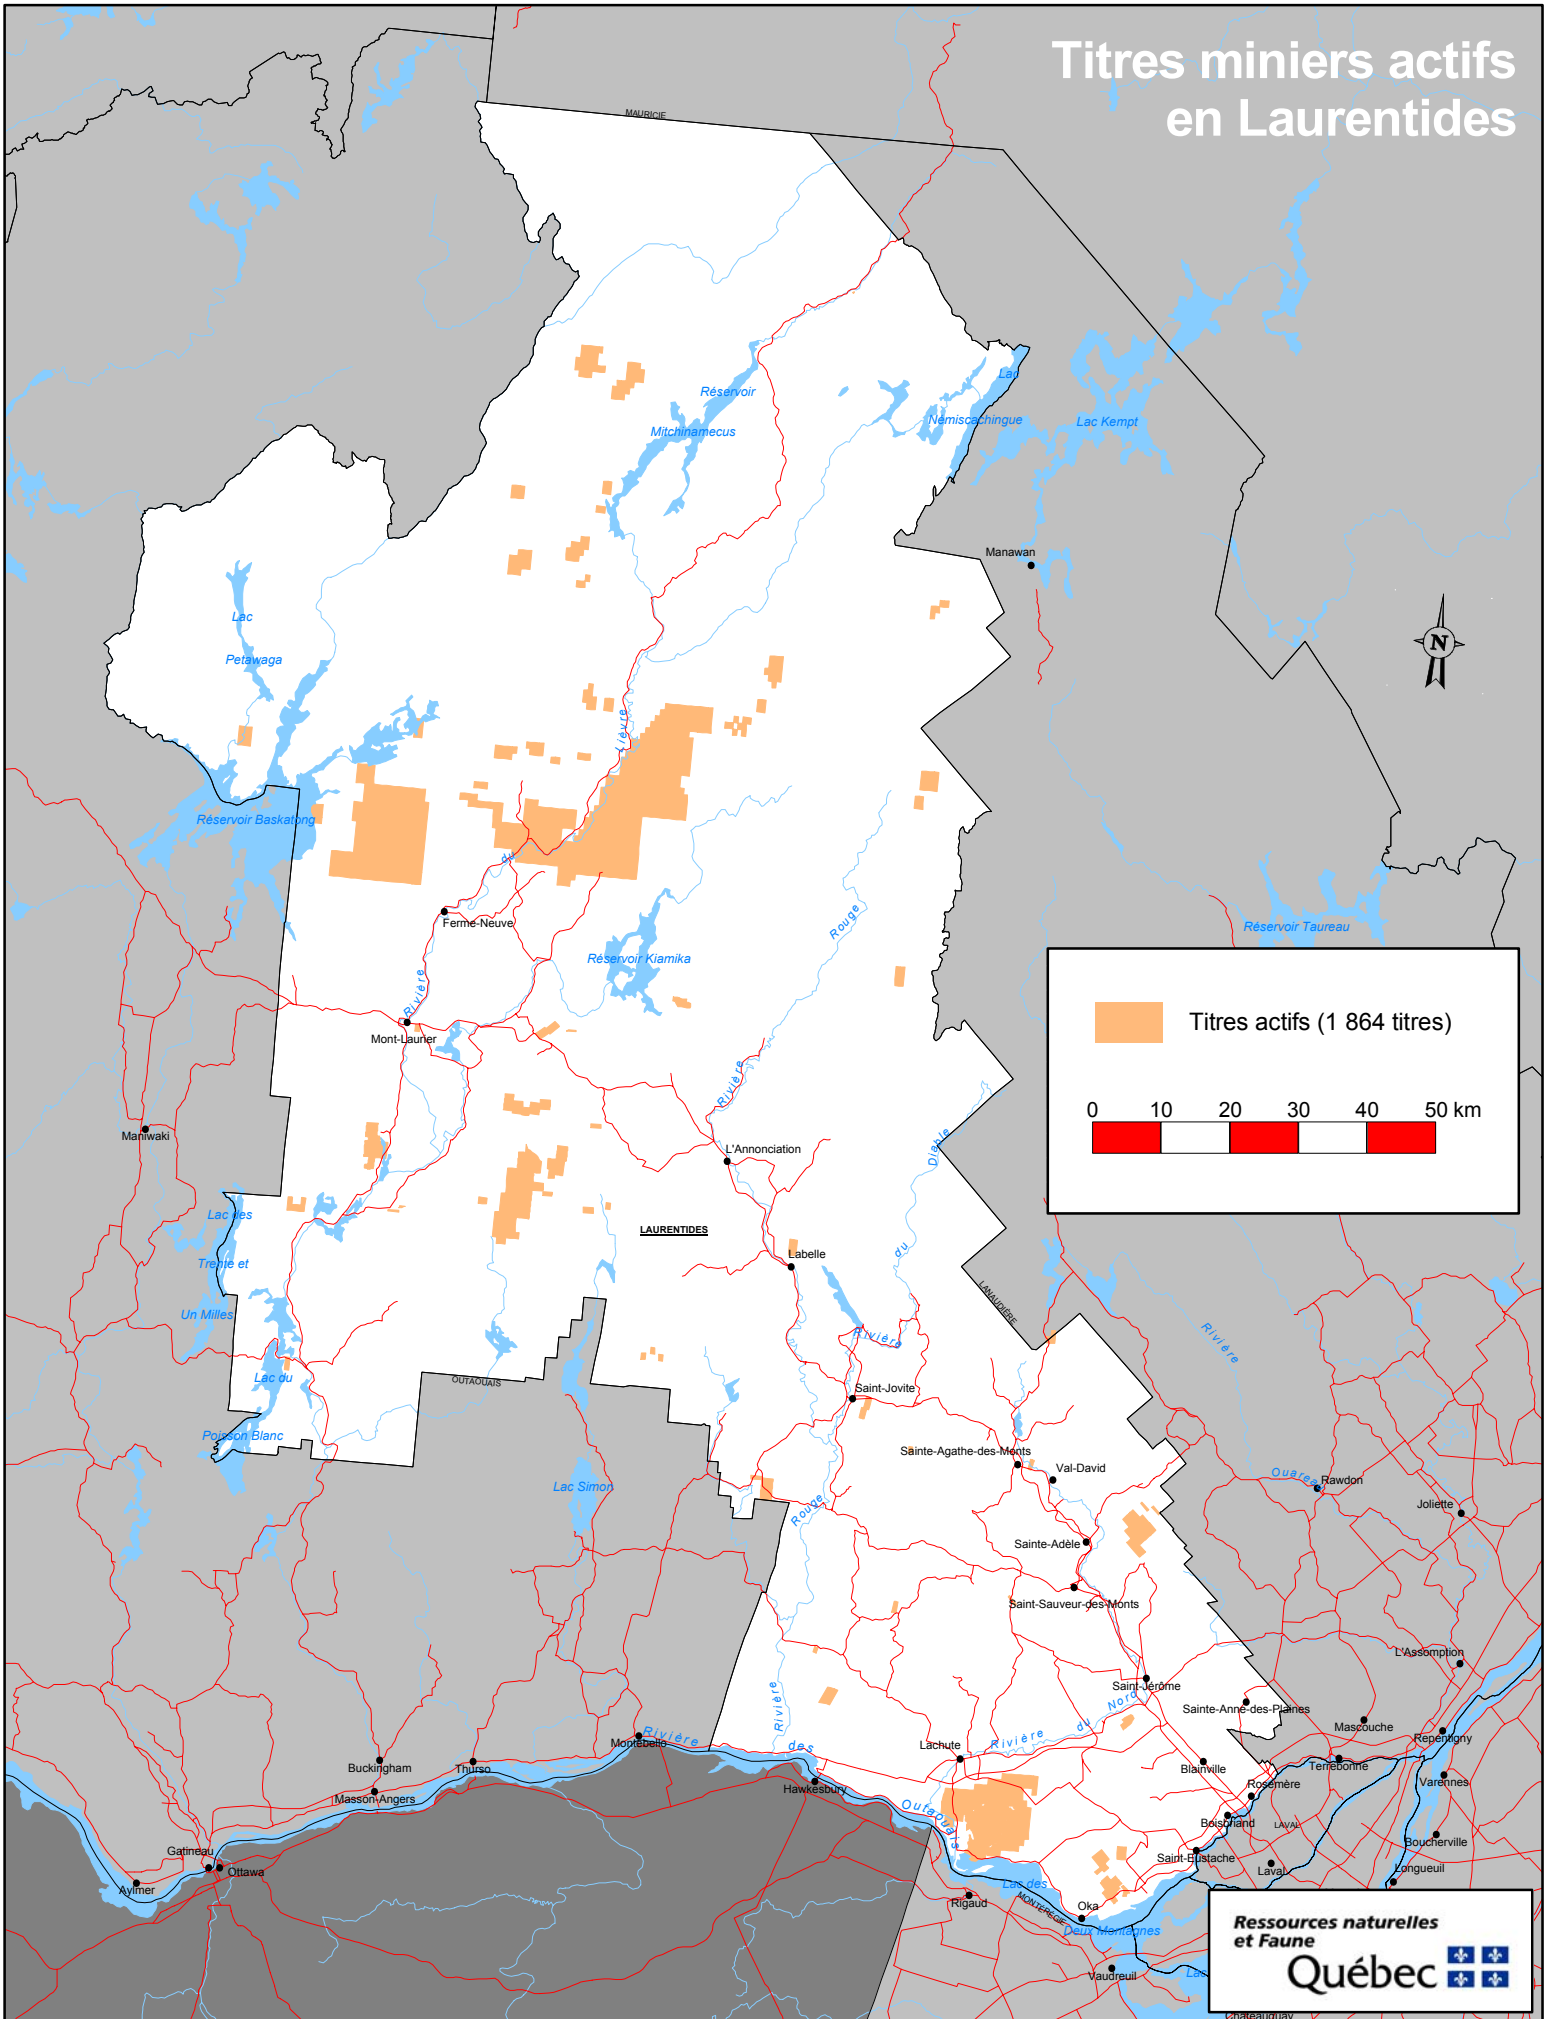 Titres miniers actifs
en Laurentides
MAURICIE
Réservoir
Mitchinamecus
Lac
Némiscachingue
Lac Kempt
Manawan
N
Lac
Petawaga
Lièvre
Réservoir Baskatong
du
Ferme-Neuve
Rouge
Réservoir Taureau
Réservoir Kiamika
Rivière
Mont-Laurier
Titres actifs (1 864 titres)
0 10 20 30 40 50 km
Rivière
Maniwaki
L'Annonciation
Diable
Lac des
Trente et
Un Milles
LAURENTIDES
du
Labelle
LANAUDIÈRE
Rivière
Rivière
Lac du
Poisson Blanc
OUTAOUAIS
Saint-Jovite
Sainte-Agathe-des-Monts
Val-David
Ouareau
Rawdon
Joliette
Lac Simon
Rouge
Sainte-Adèle
Saint-Sauveur-des-Monts
L'Assomption
Saint-Jérôme
Sainte-Anne-des-Plaines
Mascouche
Repentigny
Rivière
Rivière
des
Outaouais
Lachute
Rivière
du
Nord
Montebello
Buckingham
Thurso
Masson-Angers
Hawkesbury
Blainville
Terrebonne
Rosemère
Varennes
Boisbriand
LAVAL
Boucherville
Saint-Eustache
Laval
Longueuil
Gatineau
Ottawa
Aylmer
Rigaud
Lac des
Deux Montagnes
MONTÉRÉGIE
Oka
Vaudreuil
Lac
Châteauguay
Ressources naturelles
et Faune
Québec